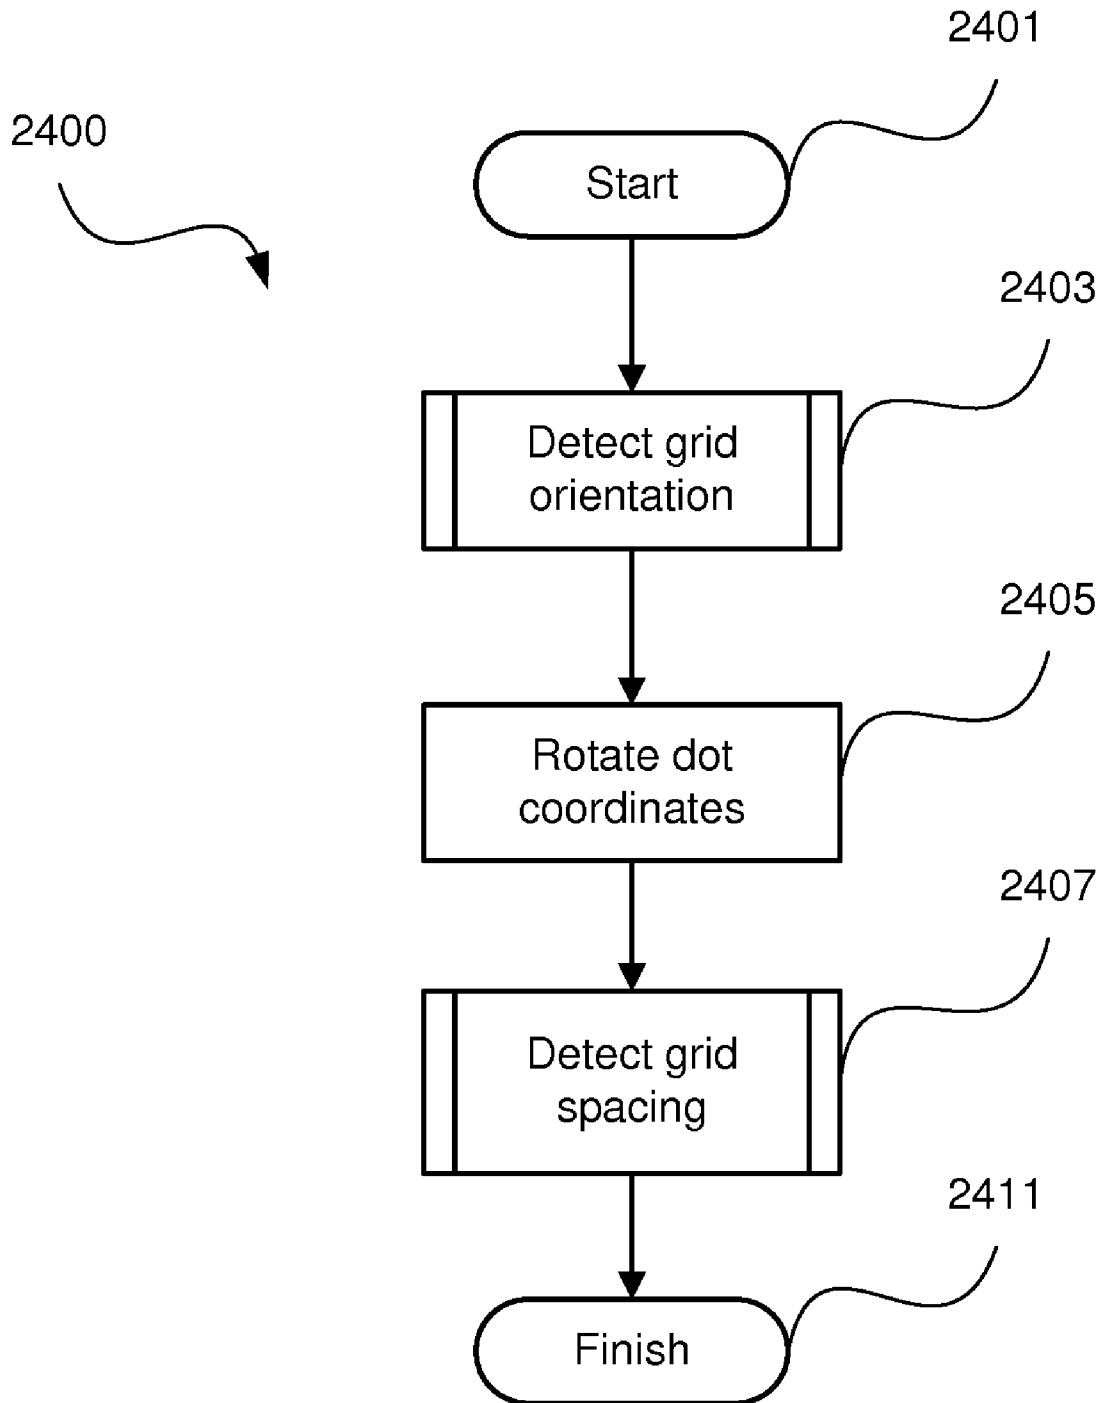 2401
2400
Start
2403
Detect grid
orientation
2405
Rotate dot
coordinates
2407
Detect grid
spacing
2411
Finish